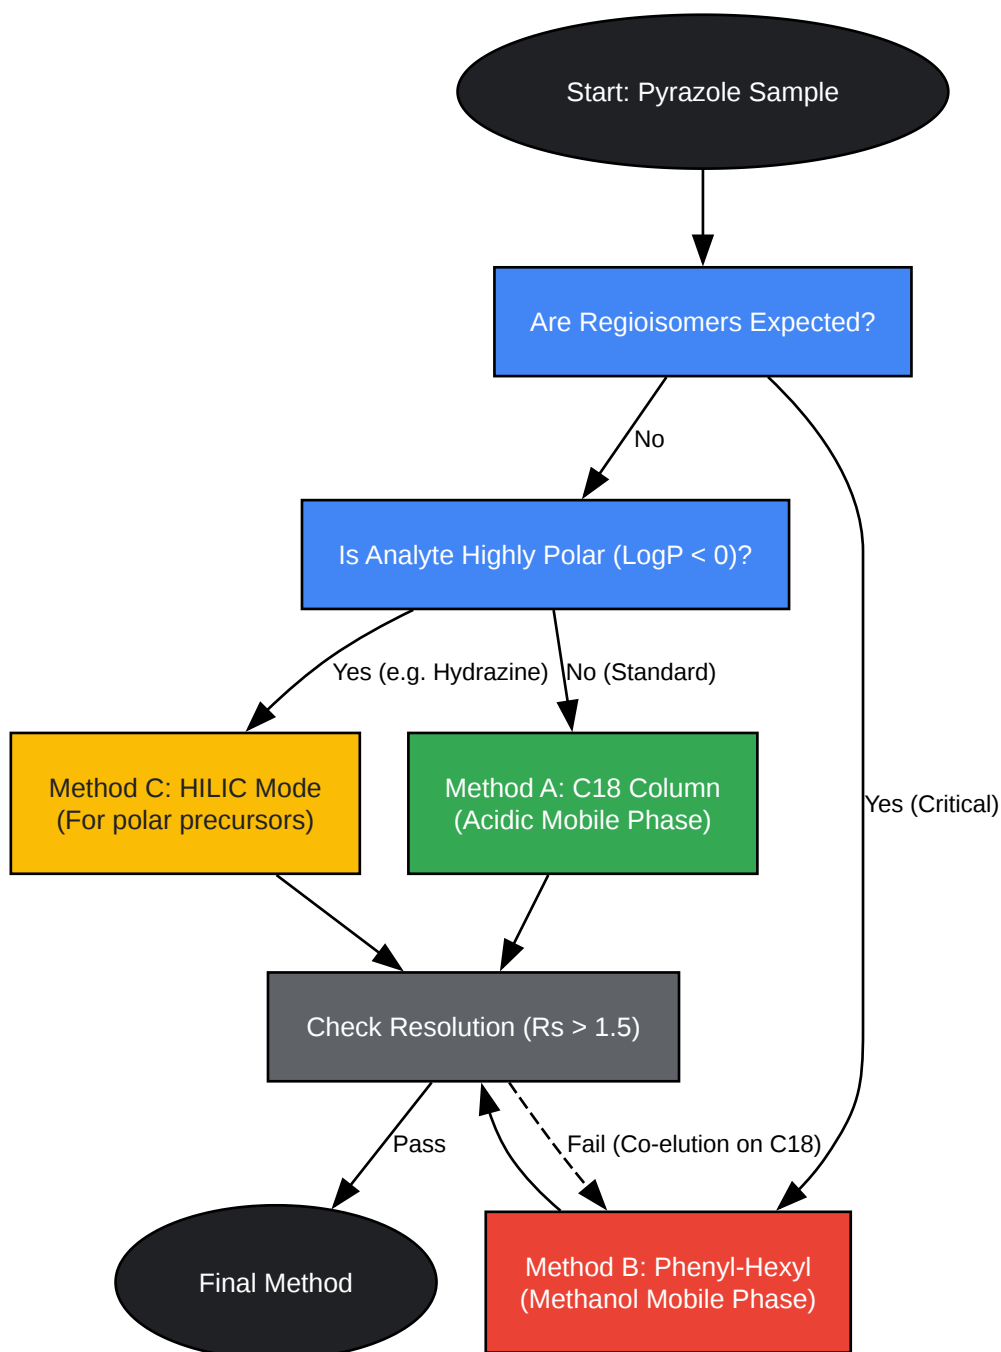 Start: Pyrazole Sample
Are Regioisomers Expected?
No
Is Analyte Highly Polar (LogP < 0)?
Yes (e.g. Hydrazine)
No (Standard)
Method C: HILIC Mode
(For polar precursors)
Method A: C18 Column
(Acidic Mobile Phase)
Yes (Critical)
Check Resolution (Rs > 1.5)
Pass
Fail (Co-elution on C18)
Final Method
Method B: Phenyl-Hexyl
(Methanol Mobile Phase)